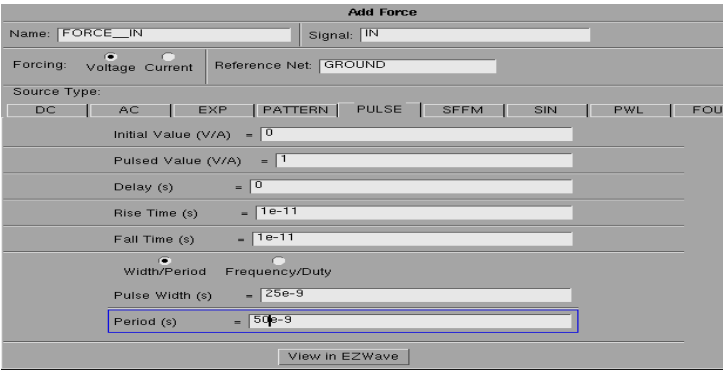 Add Force
Name: FORCE__IN Signal: IN
Forcing: Voltage Current Reference Net: GROUND
Source Type:
DC AC EXP PATTERN PULSE SFFM SIN PWL FOU
Initial Value (V/A) = 0
Pulsed Value (V/A) = 1
Delay (s) = 0
Rise Time (s) = 1e-11
Fall Time (s) = 1e-11
Width/Period Frequency/Duty
Pulse Width (s) = 25e-9
Period (s) = 50e-9
View in EZWave